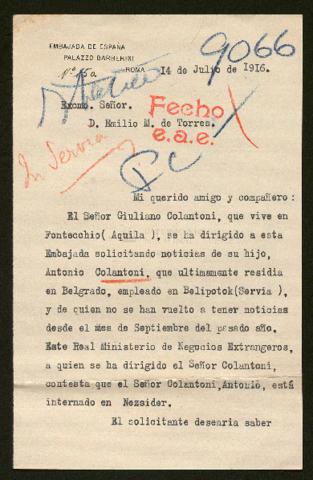 EMBAJADA DE ESPAÑA
PALAZZO BARBERINI
ROMA
14 de Julio de 1916.
9066
Nº 15a
Excmo. Señor.
D. Emilio M. de Torres.
Fecho
e.a.e.
In Servia
Mi querido amigo y compañero:
El Señor Giuliano Colantoni, que vive en
Fontecchio( Aquila ), se ha dirigido a esta
Embajada solicitando noticias de su hijo,
Antonio Colantoni, que ultimamente residia
en Belgrado, empleado en Belipotok(Servia ),
y de quien no se han vuelto a tener noticias
desde el mes de Septiembre del pasado año.
Este Real Ministerio de Negocios Extrangeros,
a quien se ha dirigido el Señor Colantoni,
contesta que el Señor Colantoni,Antonio, está
internado en Nezsider.
El solicitante desearia saber